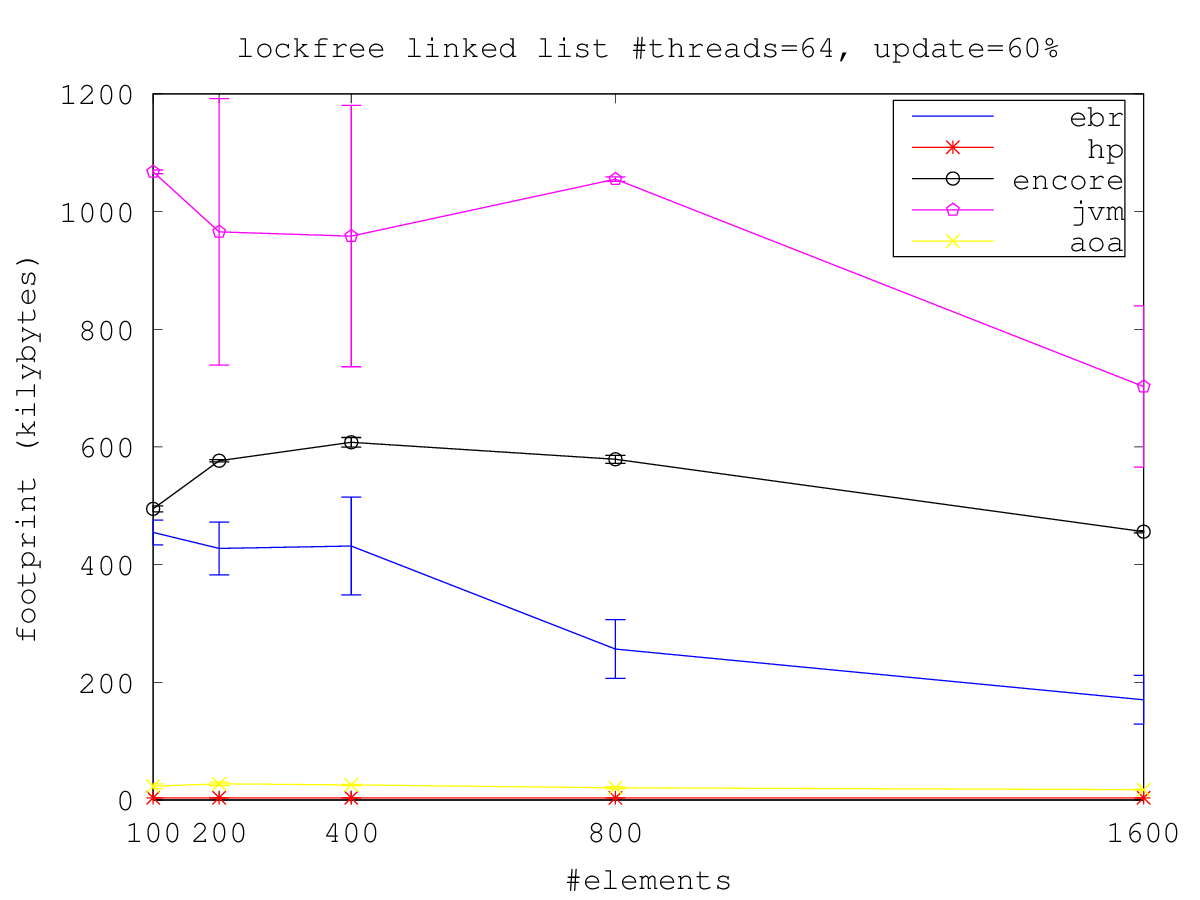 lockfree linked list #threads=64, update=60%
1200
1000
800
600
400
200
0
footprint (kilybytes)
ebr
hp
encore
jvm
aoa
100 200 400 800 1600
#elements